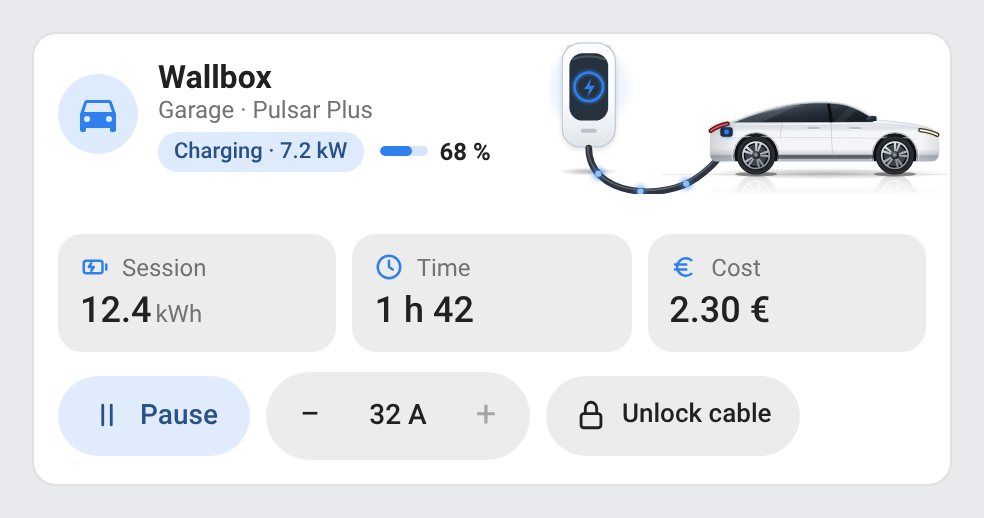 Wallbox
Garage · Pulsar Plus
Charging · 7.2 kW 68 %
Session
12.4 kWh
Time
1 h 42
Cost
2.30 €
Pause
− 32 A +
Unlock cable